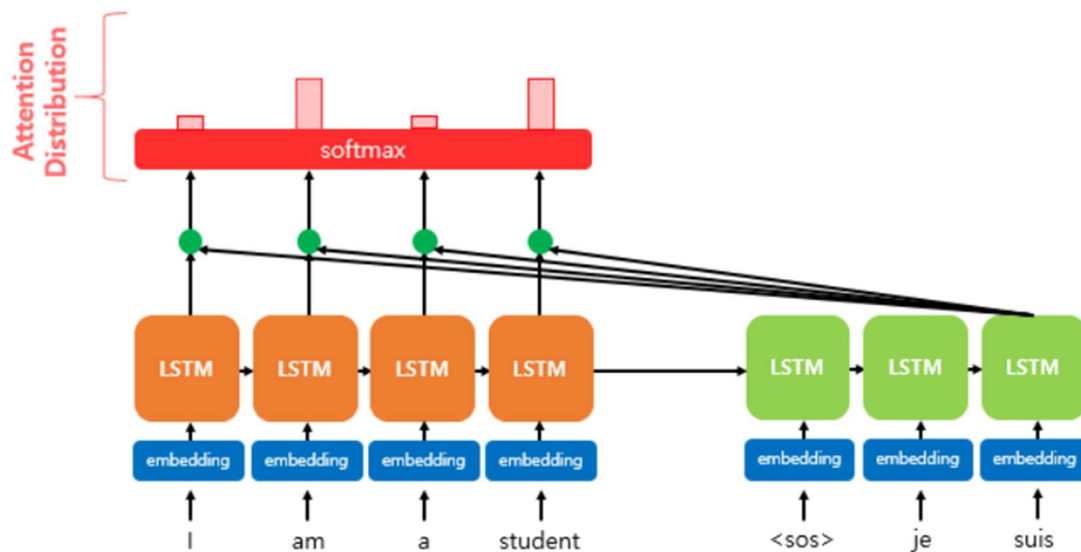 Attention
Distribution
softmax
LSTM LSTM LSTM LSTM LSTM LSTM LSTM
embedding embedding embedding embedding embedding embedding embedding
I am a student <sos> je suis